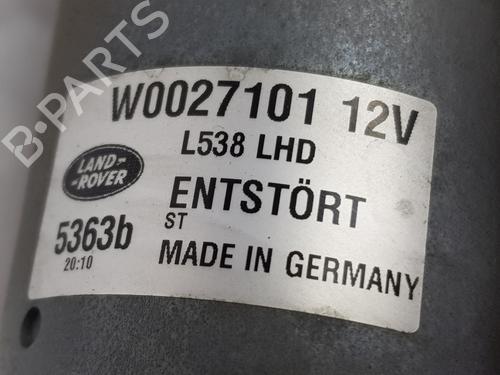 B-PARTS
W0027101 12V
L538 LHD
LAND-
-ROVER
ENTSTÖRT
ST
5363b
20:10
MADE IN GERMANY